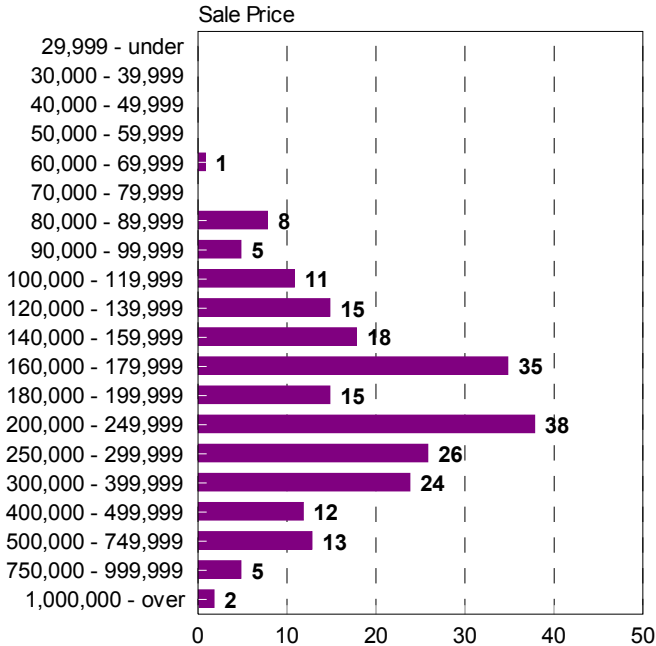 Sale Price
29,999 - under
30,000 - 39,999
40,000 - 49,999
50,000 - 59,999
60,000 - 69,999 1
70,000 - 79,999
80,000 - 89,999 8
90,000 - 99,999 5
100,000 - 119,999 11
120,000 - 139,999 15
140,000 - 159,999 18
160,000 - 179,999 35
180,000 - 199,999 15
200,000 - 249,999 38
250,000 - 299,999 26
300,000 - 399,999 24
400,000 - 499,999 12
500,000 - 749,999 13
750,000 - 999,999 5
1,000,000 - over 2
0 10 20 30 40 50